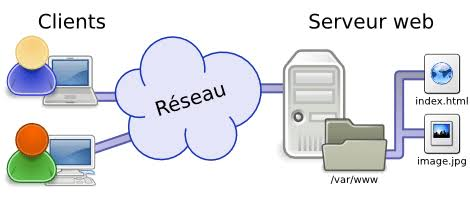 Clients
Serveur web
Réseau
index.html
image.jpg
/var/www